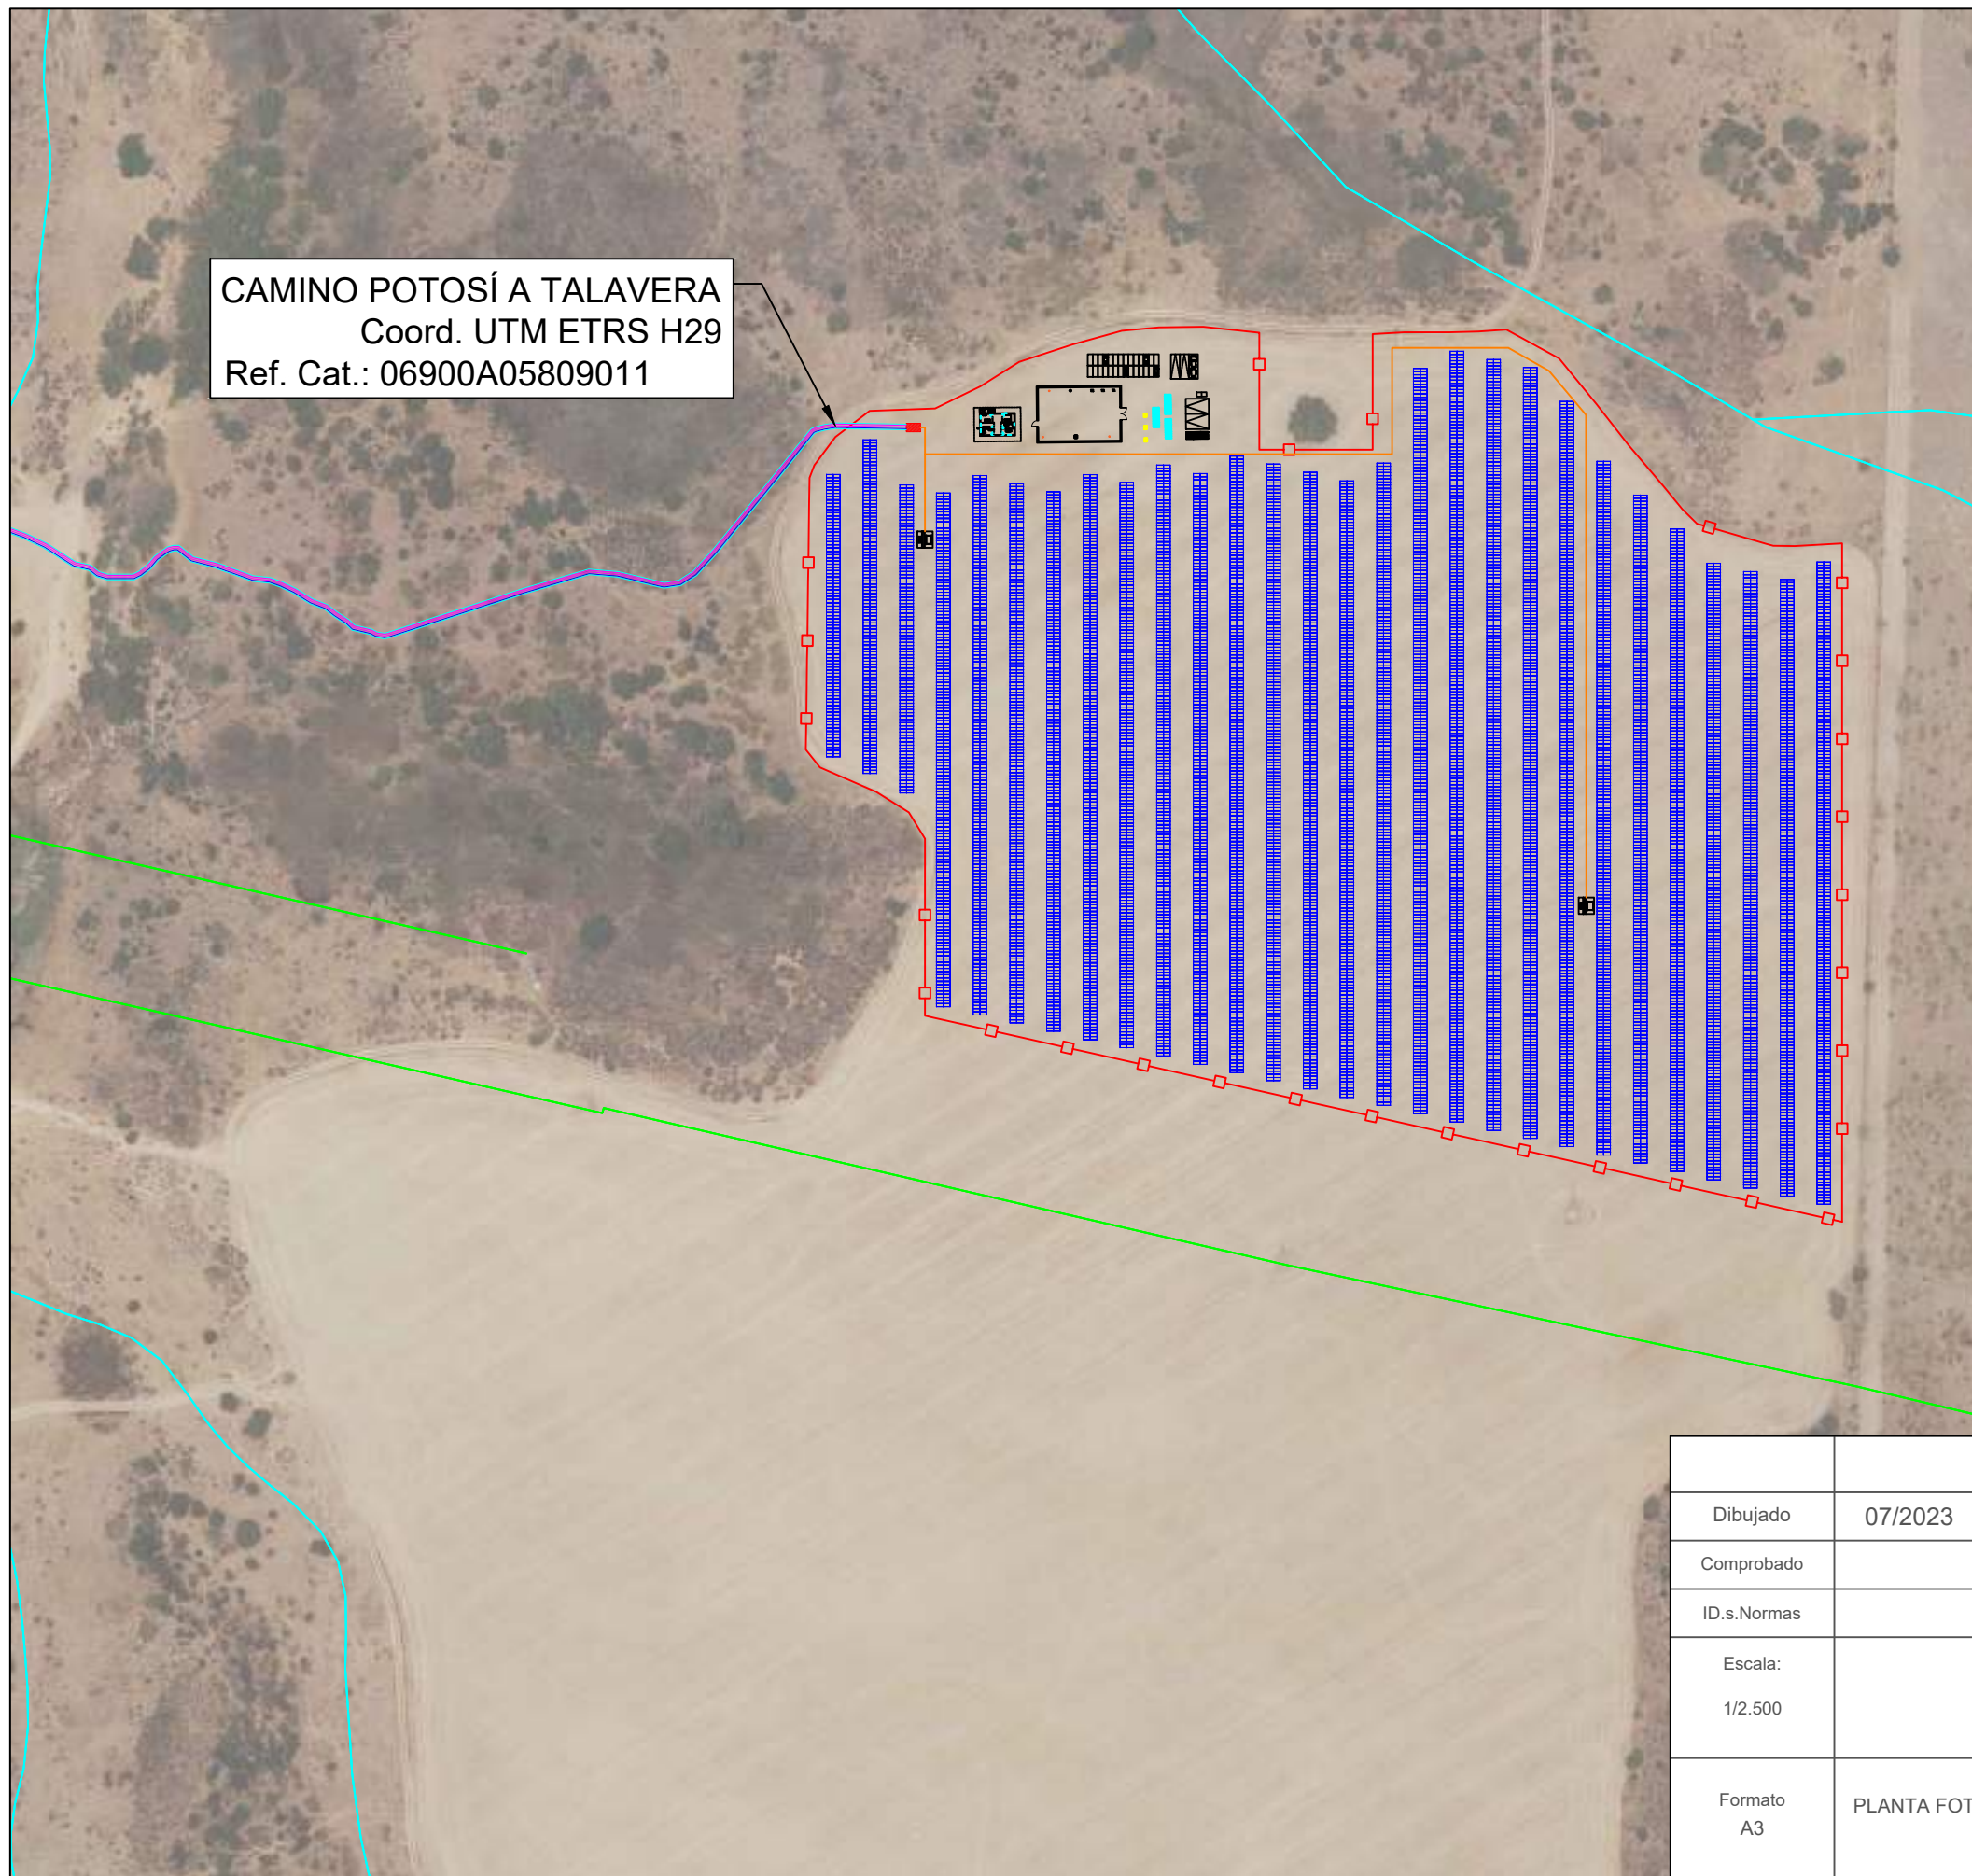 CAMINO POTOSÍ A TALAVERA
Coord. UTM ETRS H29
Ref. Cat.: 06900A05809011
Dibujado 07/2023
Comprobado
ID.s.Normas
Escala:
1/2.500
Formato
A3
PLANTA FOT